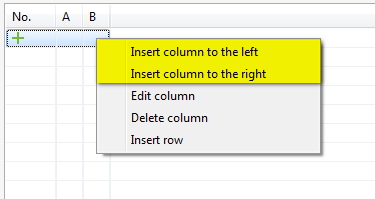 No. A B
Insert column to the left
Insert column to the right
Edit column
Delete column
Insert row